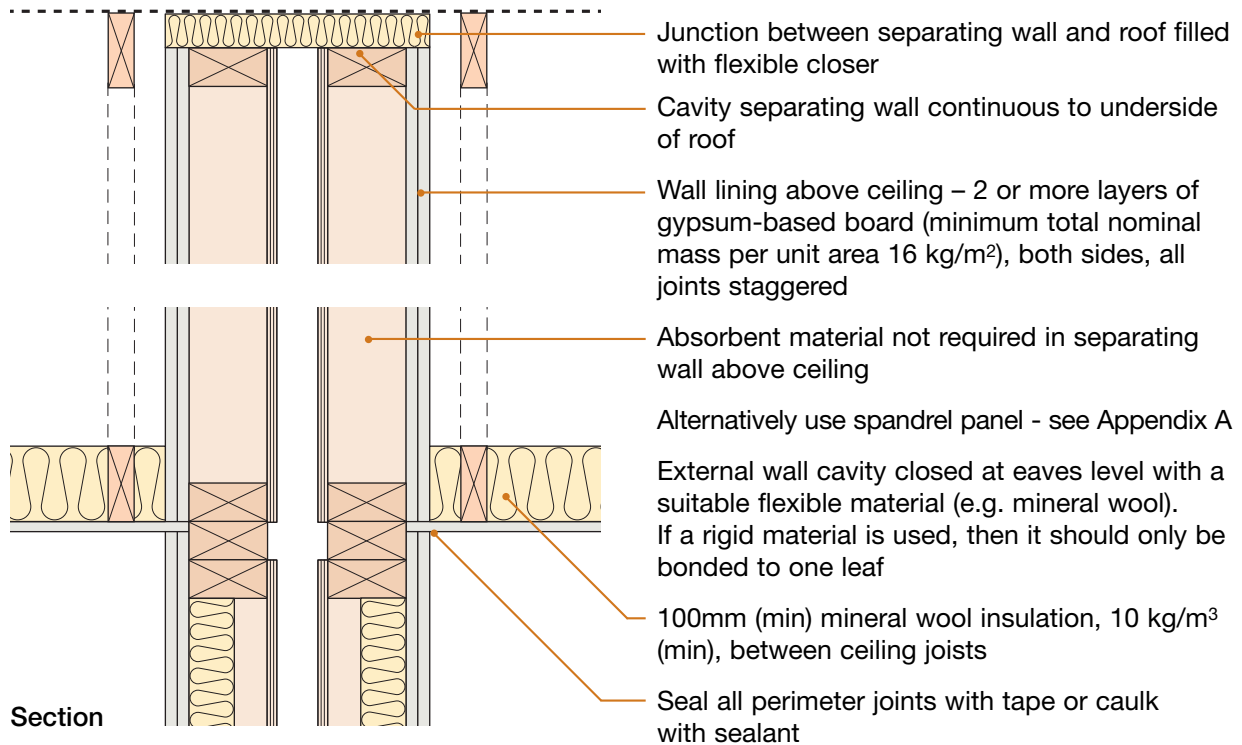 Junction between separating wall and roof filled
with flexible closer
Cavity separating wall continuous to underside
of roof
Wall lining above ceiling – 2 or more layers of
gypsum-based board (minimum total nominal
mass per unit area 16 kg/m²), both sides, all
joints staggered
Absorbent material not required in separating
wall above ceiling
Alternatively use spandrel panel - see Appendix A
External wall cavity closed at eaves level with a
suitable flexible material (e.g. mineral wool).
If a rigid material is used, then it should only be
bonded to one leaf
100mm (min) mineral wool insulation, 10 kg/m³
(min), between ceiling joists
Seal all perimeter joints with tape or caulk
with sealant
Section